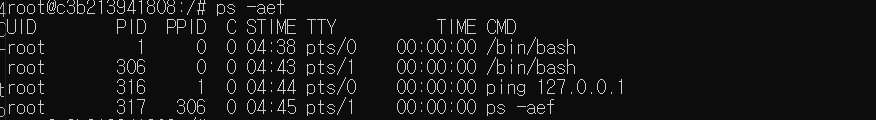 root@c3b213941808:/# ps -aef
UID PID PPID C STIME TTY TIME CMD
root 1 0 0 04:38 pts/0 00:00:00 /bin/bash
root 306 0 0 04:43 pts/1 00:00:00 /bin/bash
root 316 1 0 04:44 pts/0 00:00:00 ping 127.0.0.1
root 317 306 0 04:45 pts/1 00:00:00 ps -aef